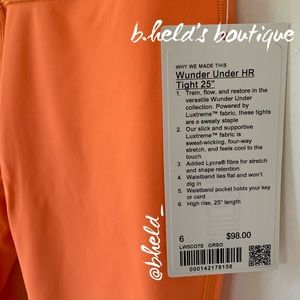 b.held's boutique
WHY WE MADE THIS
Wunder Under HR
Tight 25"
1. Train, flow, and restore in the
versatile Wunder Under
collection. Powered by
Luxtreme™ fabric, these tights
are a sweaty staple
2. Our slick and supportive
Luxtreme™ fabric is
sweat-wicking, four-way
stretch, and feels cool to the
touch
3. Added Lycra® fibre for stretch
and shape retention
4. Waistband lies flat and won't
dig in
5. Waistband pocket holds your key
or card
6. High rise, 25" length
6 $98.00
LW5CO7S ORSO
000142178158
@bheld_